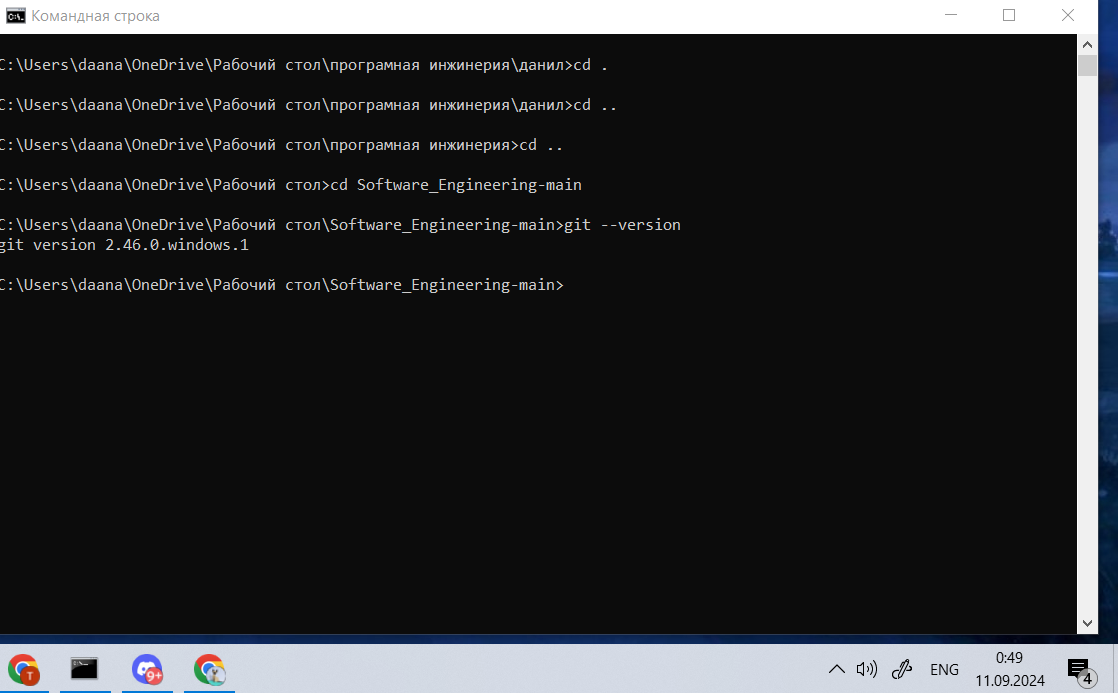 Командная строка
C:\Users\daana\OneDrive\Рабочий стол\програмная инжинерия\данил>cd .
C:\Users\daana\OneDrive\Рабочий стол\програмная инжинерия\данил>cd ..
C:\Users\daana\OneDrive\Рабочий стол\програмная инжинерия>cd ..
C:\Users\daana\OneDrive\Рабочий стол>cd Software_Engineering-main
C:\Users\daana\OneDrive\Рабочий стол\Software_Engineering-main>git --version
git version 2.46.0.windows.1
C:\Users\daana\OneDrive\Рабочий стол\Software_Engineering-main>
T
9+
ENG
0:49
11.09.2024
4